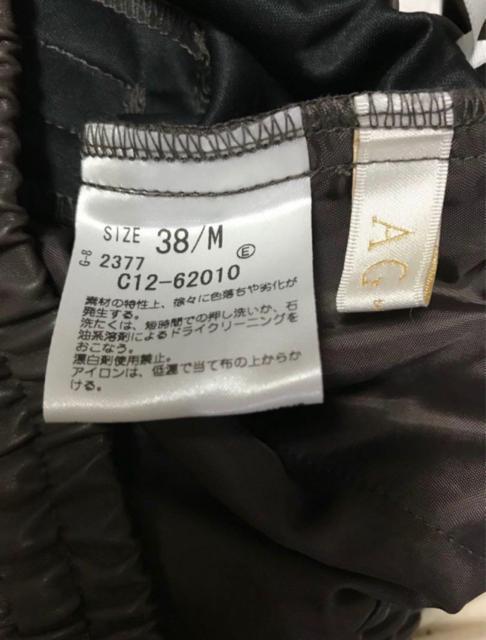 SIZE 38/M
2377 Ⓔ
C12-62010
素材の特性上、徐々に色落ちや劣化が
発生する。
洗たくは、短時間での押し洗いか、石
油系溶剤によるドライクリーニングを
おこなう。
漂白剤使用禁止。
アイロンは、低温で当て布の上からか
ける。
AG